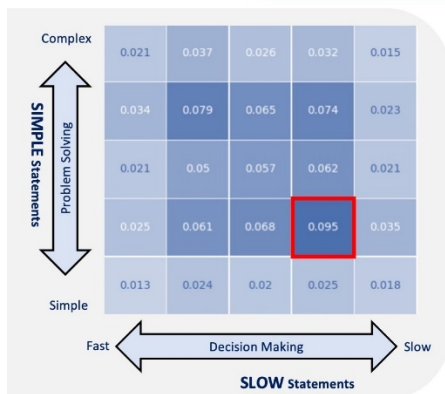 Complex
0.021 0.037 0.026 0.032 0.015
0.034 0.079 0.065 0.074 0.023
0.021 0.05 0.057 0.062 0.021
0.025 0.061 0.068 0.095 0.035
0.013 0.024 0.02 0.025 0.018
SIMPLE Statements
Problem Solving
Simple
Fast Decision Making Slow
SLOW Statements